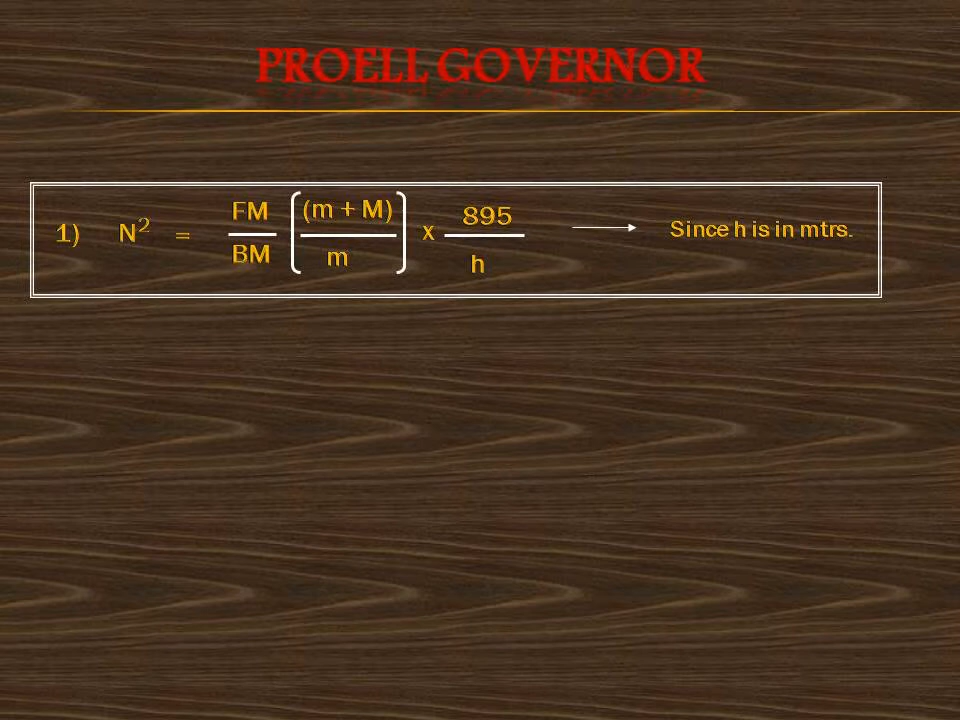 PROELL GOVERNOR
1) N² = FM/BM [(m + M)/m] x 895/h → Since h is in mtrs.